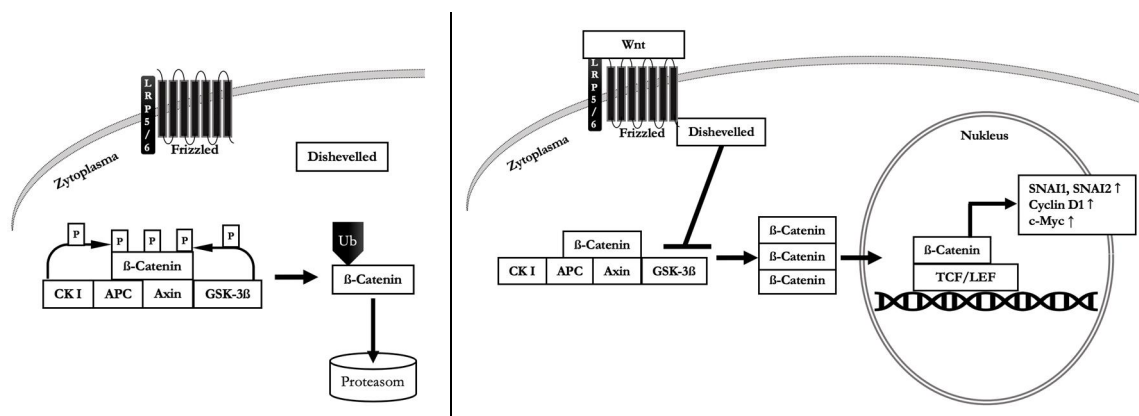 LRP5/6
Frizzled
Zytoplasma
Dishevelled
P
P
P
P
P
ß-Catenin
CK I
APC
Axin
GSK-3ß
Ub
ß-Catenin
Proteasom
Wnt
LRP5/6
Frizzled
Dishevelled
Zytoplasma
ß-Catenin
CK I
APC
Axin
GSK-3ß
ß-Catenin
ß-Catenin
ß-Catenin
Nukleus
SNAI1, SNAI2 ↑
Cyclin D1 ↑
c-Myc ↑
ß-Catenin
TCF/LEF